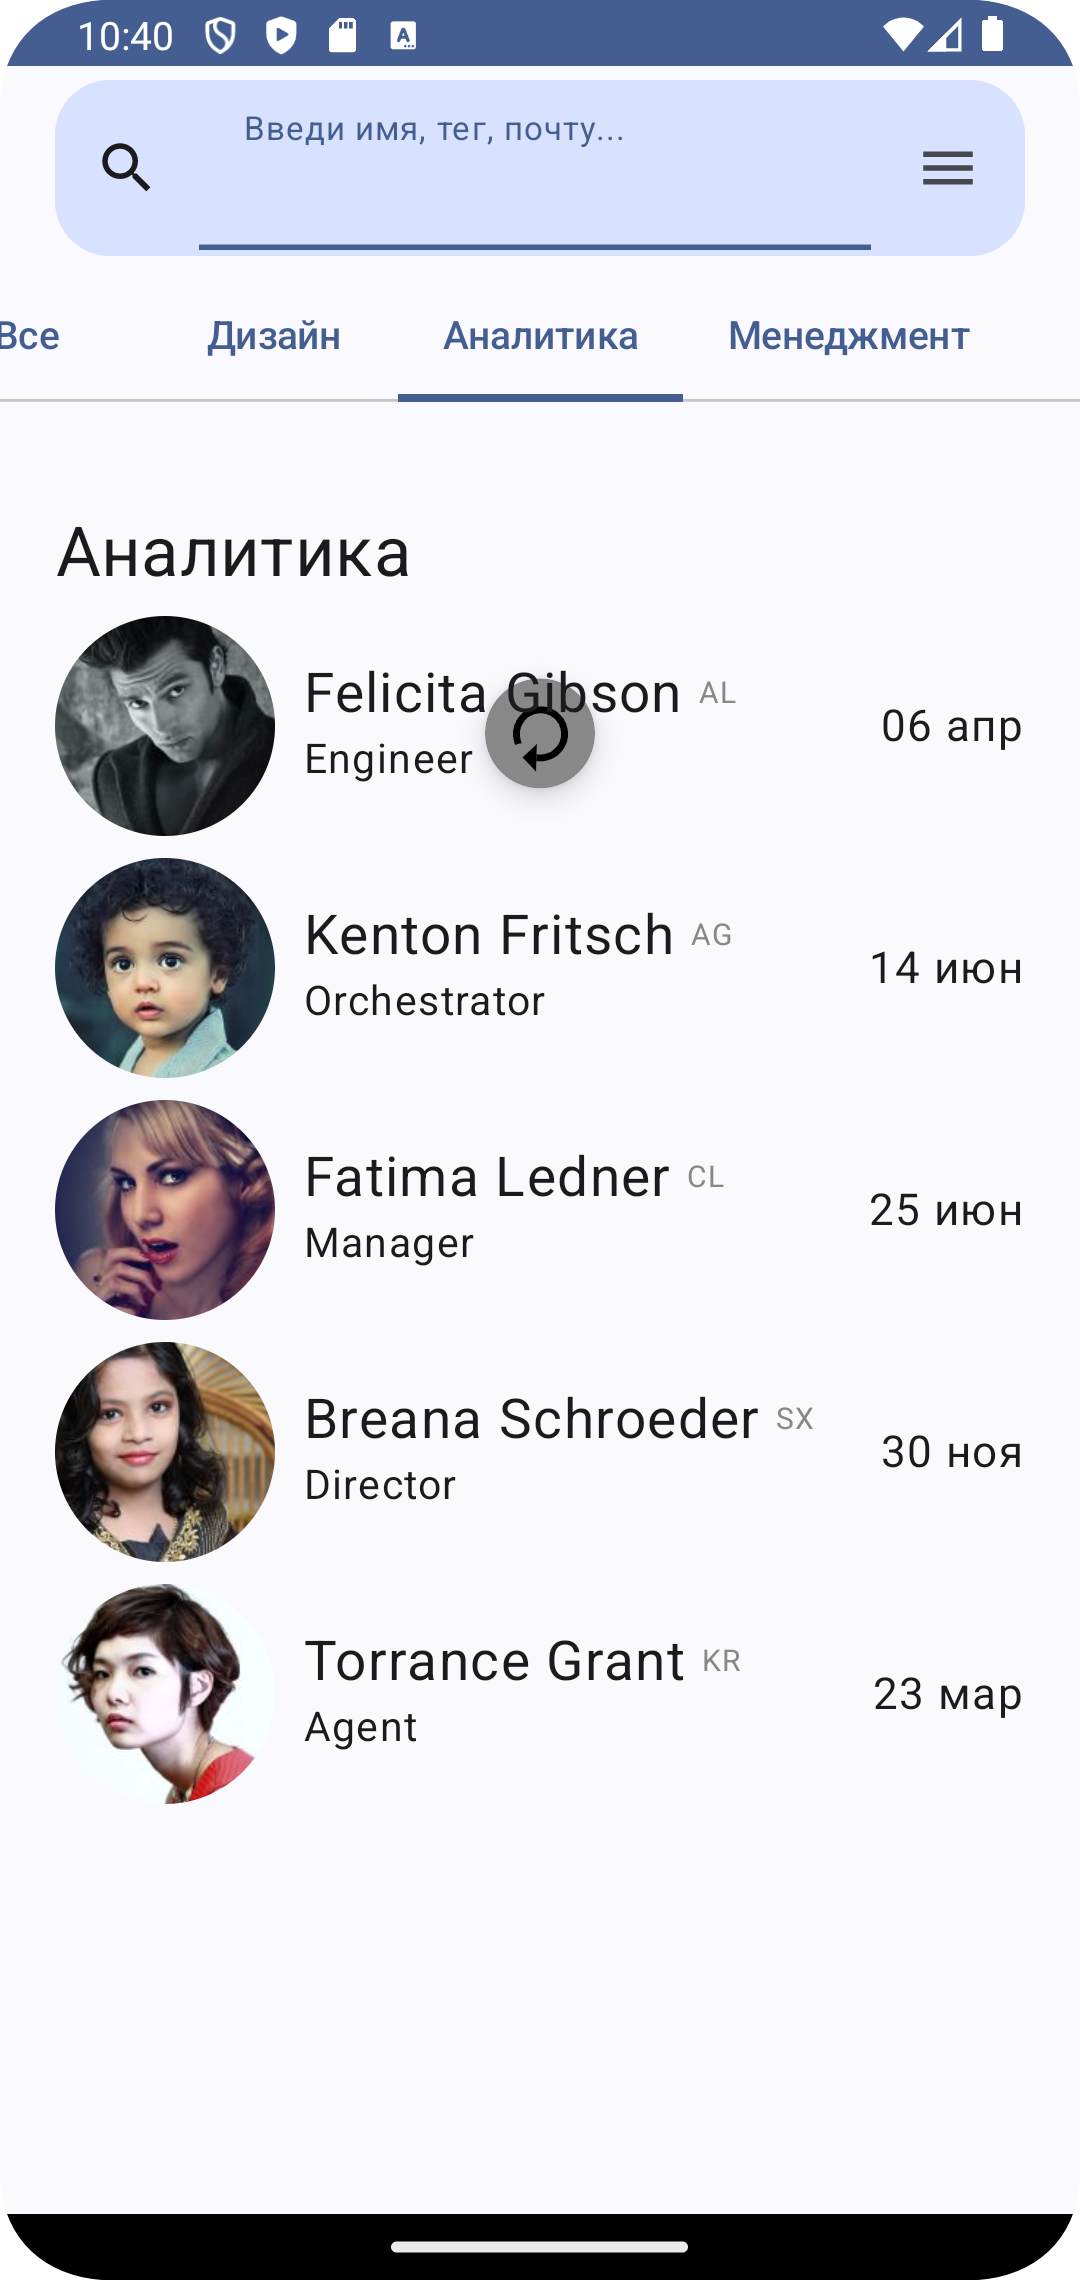 10:40
Введи имя, тег, почту...
Все Дизайн Аналитика Менеджмент
Аналитика
Felicita Gibson AL
Engineer
06 апр
Kenton Fritsch AG
Orchestrator
14 июн
Fatima Ledner CL
Manager
25 июн
Breana Schroeder SX
Director
30 ноя
Torrance Grant KR
Agent
23 мар